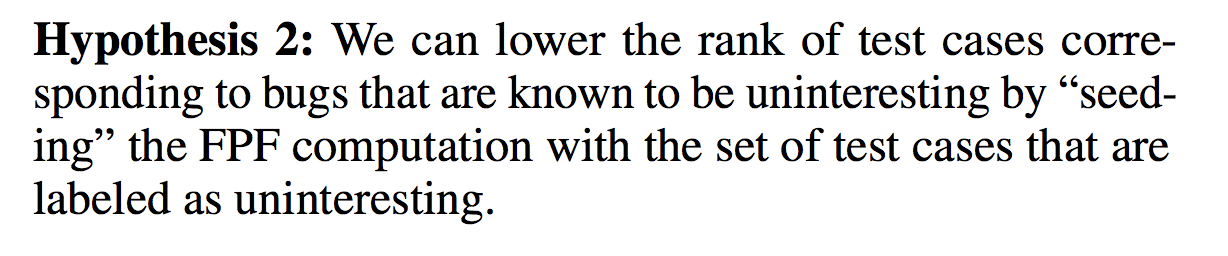 Hypothesis 2: We can lower the rank of test cases corre-
sponding to bugs that are known to be uninteresting by “seed-
ing” the FPF computation with the set of test cases that are
labeled as uninteresting.